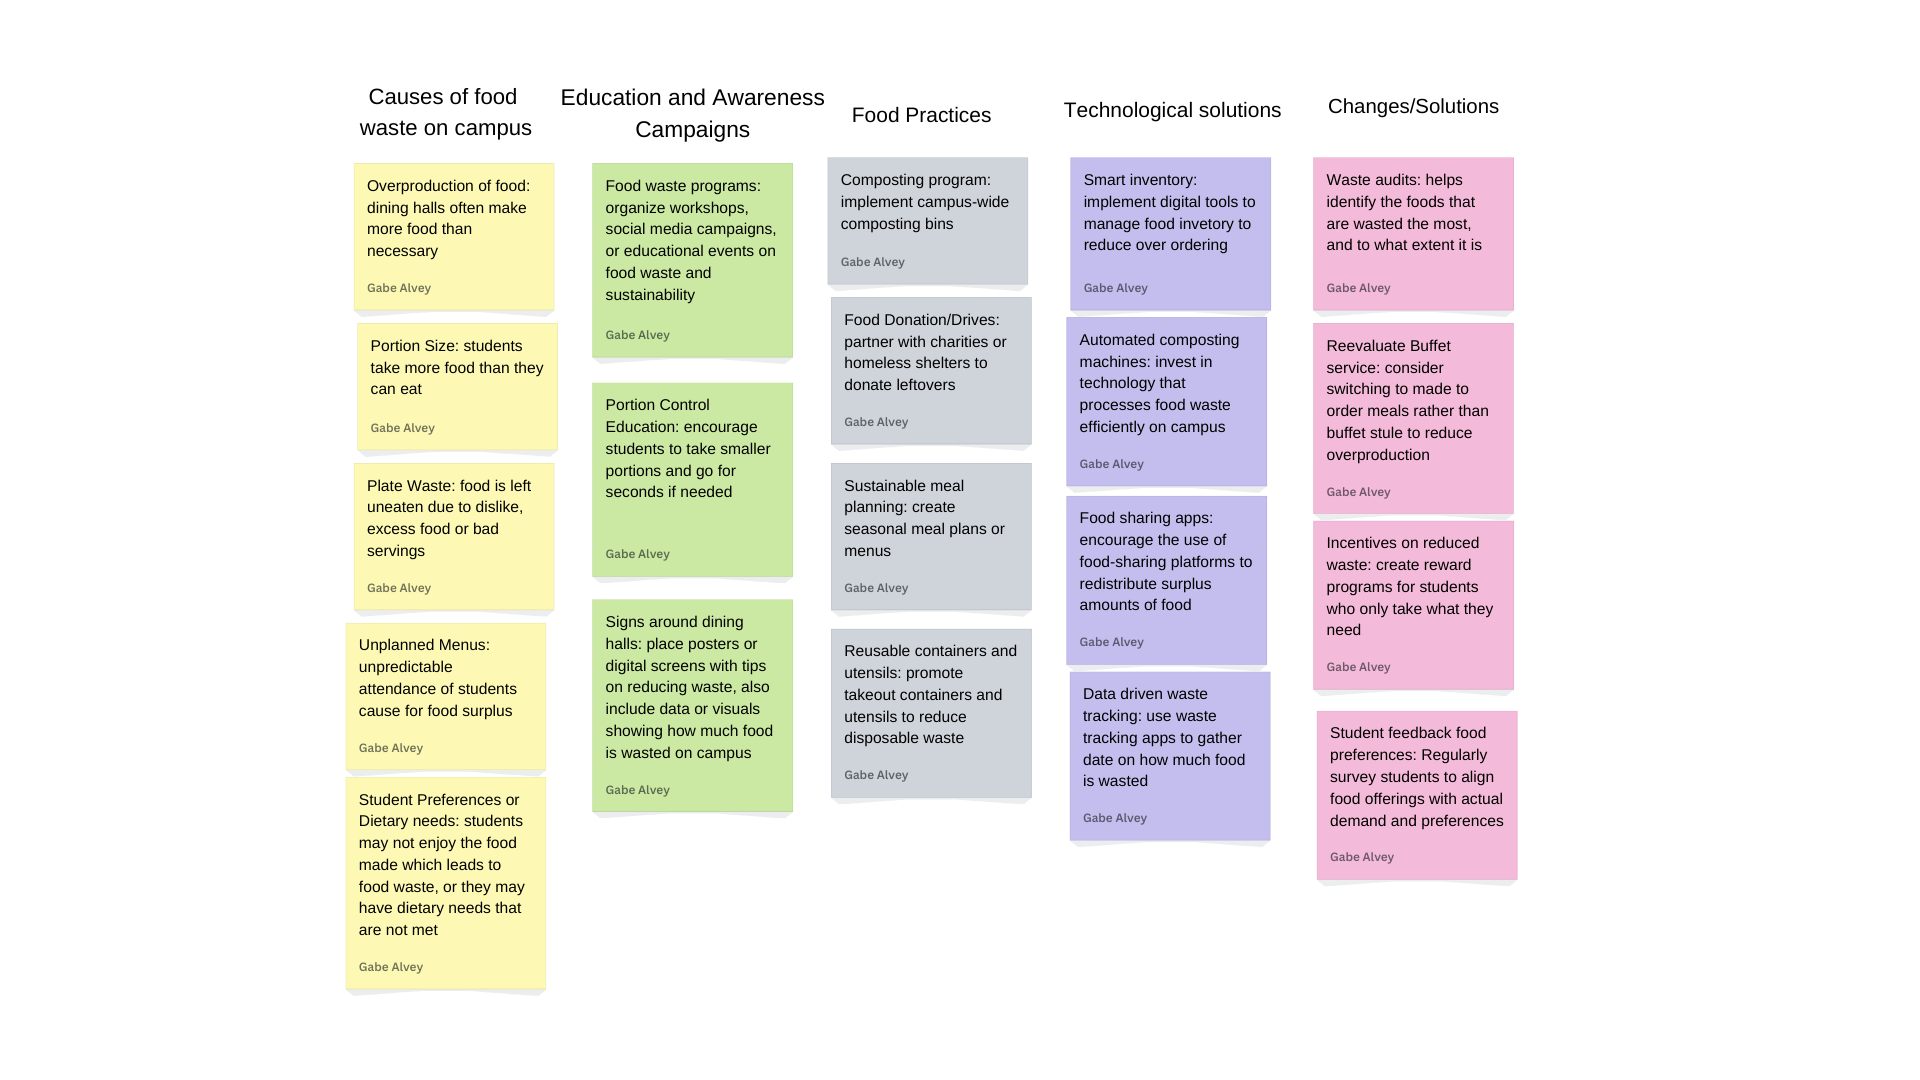 Causes of food
waste on campus
Overproduction of food:
dining halls often make
more food than
necessary
Gabe Alvey
Portion Size: students
take more food than they
can eat
Gabe Alvey
Plate Waste: food is left
uneaten due to dislike,
excess food or bad
servings
Gabe Alvey
Unplanned Menus:
unpredictable
attendance of students
cause for food surplus
Gabe Alvey
Student Preferences or
Dietary needs: students
may not enjoy the food
made which leads to
food waste, or they may
have dietary needs that
are not met
Gabe Alvey
Education and Awareness
Campaigns
Food waste programs:
organize workshops,
social media campaigns,
or educational events on
food waste and
sustainability
Gabe Alvey
Portion Control
Education: encourage
students to take smaller
portions and go for
seconds if needed
Gabe Alvey
Signs around dining
halls: place posters or
digital screens with tips
on reducing waste, also
include data or visuals
showing how much food
is wasted on campus
Gabe Alvey
Food Practices
Composting program:
implement campus-wide
composting bins
Gabe Alvey
Food Donation/Drives:
partner with charities or
homeless shelters to
donate leftovers
Gabe Alvey
Sustainable meal
planning: create
seasonal meal plans or
menus
Gabe Alvey
Reusable containers and
utensils: promote
takeout containers and
utensils to reduce
disposable waste
Gabe Alvey
Technological solutions
Smart inventory:
implement digital tools to
manage food invetory to
reduce over ordering
Gabe Alvey
Automated composting
machines: invest in
technology that
processes food waste
efficiently on campus
Gabe Alvey
Food sharing apps:
encourage the use of
food-sharing platforms to
redistribute surplus
amounts of food
Gabe Alvey
Data driven waste
tracking: use waste
tracking apps to gather
date on how much food
is wasted
Gabe Alvey
Changes/Solutions
Waste audits: helps
identify the foods that
are wasted the most,
and to what extent it is
Gabe Alvey
Reevaluate Buffet
service: consider
switching to made to
order meals rather than
buffet stule to reduce
overproduction
Gabe Alvey
Incentives on reduced
waste: create reward
programs for students
who only take what they
need
Gabe Alvey
Student feedback food
preferences: Regularly
survey students to align
food offerings with actual
demand and preferences
Gabe Alvey